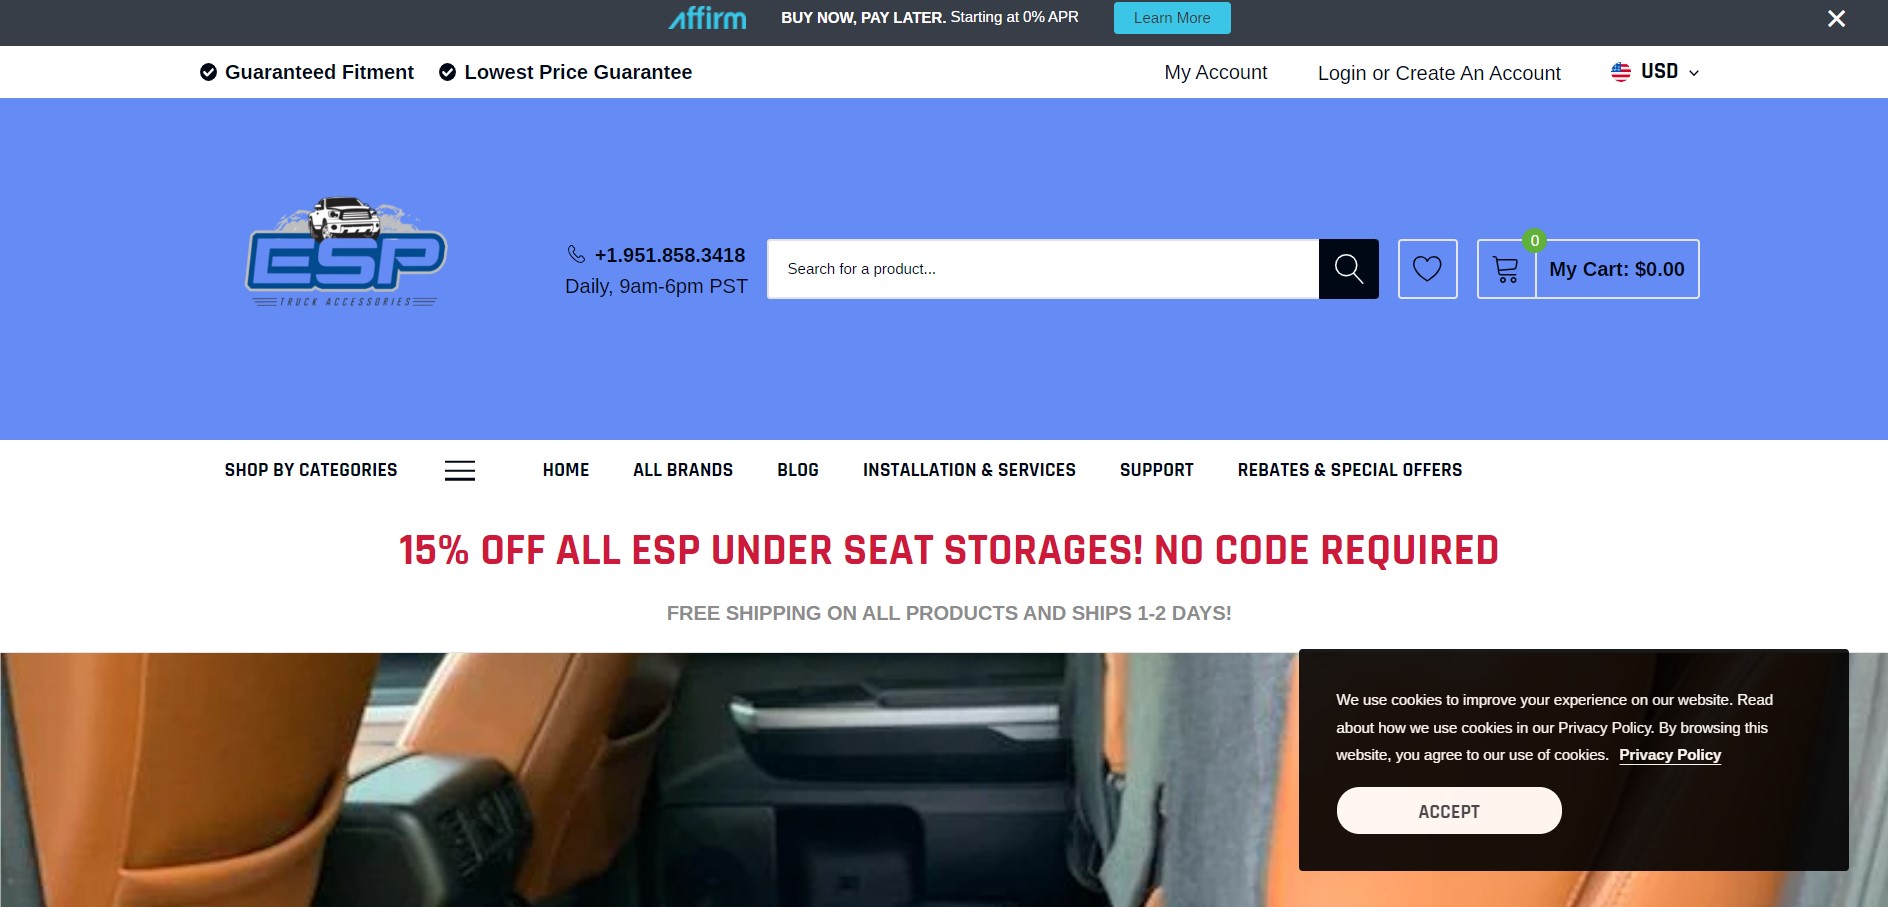 affirm BUY NOW, PAY LATER. Starting at 0% APR Learn More
Guaranteed Fitment Lowest Price Guarantee My Account Login or Create An Account USD
ESP
TRUCK ACCESSORIES
+1.951.858.3418
Daily, 9am-6pm PST
Search for a product...
0
My Cart: $0.00
SHOP BY CATEGORIES HOME ALL BRANDS BLOG INSTALLATION & SERVICES SUPPORT REBATES & SPECIAL OFFERS
15% OFF ALL ESP UNDER SEAT STORAGES! NO CODE REQUIRED
FREE SHIPPING ON ALL PRODUCTS AND SHIPS 1-2 DAYS!
We use cookies to improve your experience on our website. Read
about how we use cookies in our Privacy Policy. By browsing this
website, you agree to our use of cookies. Privacy Policy
ACCEPT